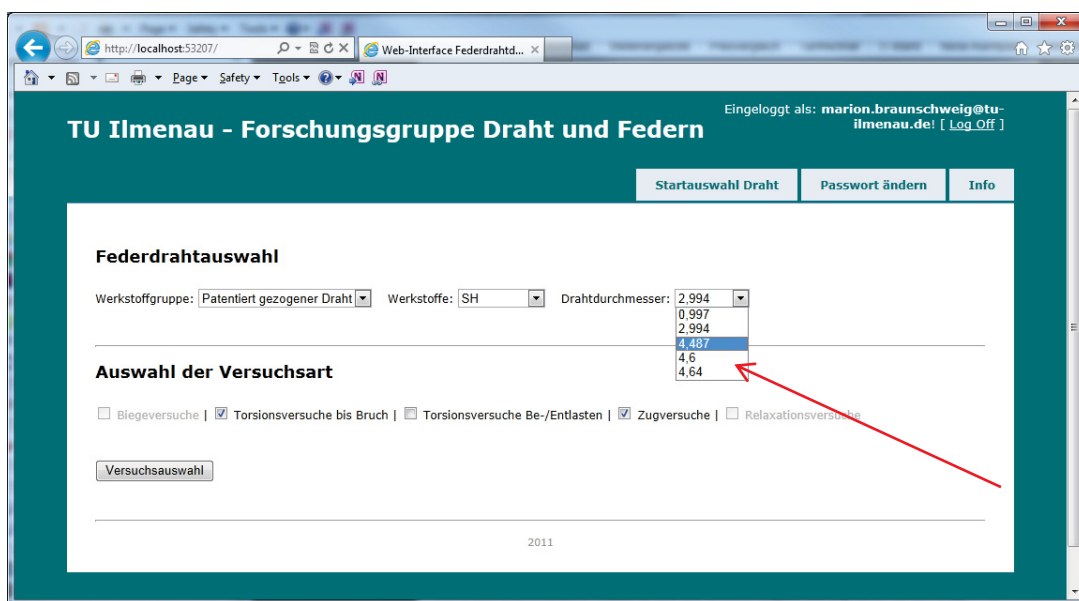 http://localhost:53207/
Web-Interface Federdrahtd...
Page Safety Tools
Eingeloggt als: marion.braunschweig@tu-
ilmenau.de! [ Log Off ]
TU Ilmenau - Forschungsgruppe Draht und Federn
Startauswahl Draht Passwort ändern Info
Federdrahtauswahl
Werkstoffgruppe: Patentiert gezogener Draht Werkstoffe: SH Drahtdurchmesser: 2,994
0,997
2,994
4,487
4,6
4,64
Auswahl der Versuchsart
Biegeversuche | Torsionsversuche bis Bruch | Torsionsversuche Be-/Entlasten | Zugversuche | Relaxationsversuche
Versuchsauswahl
2011